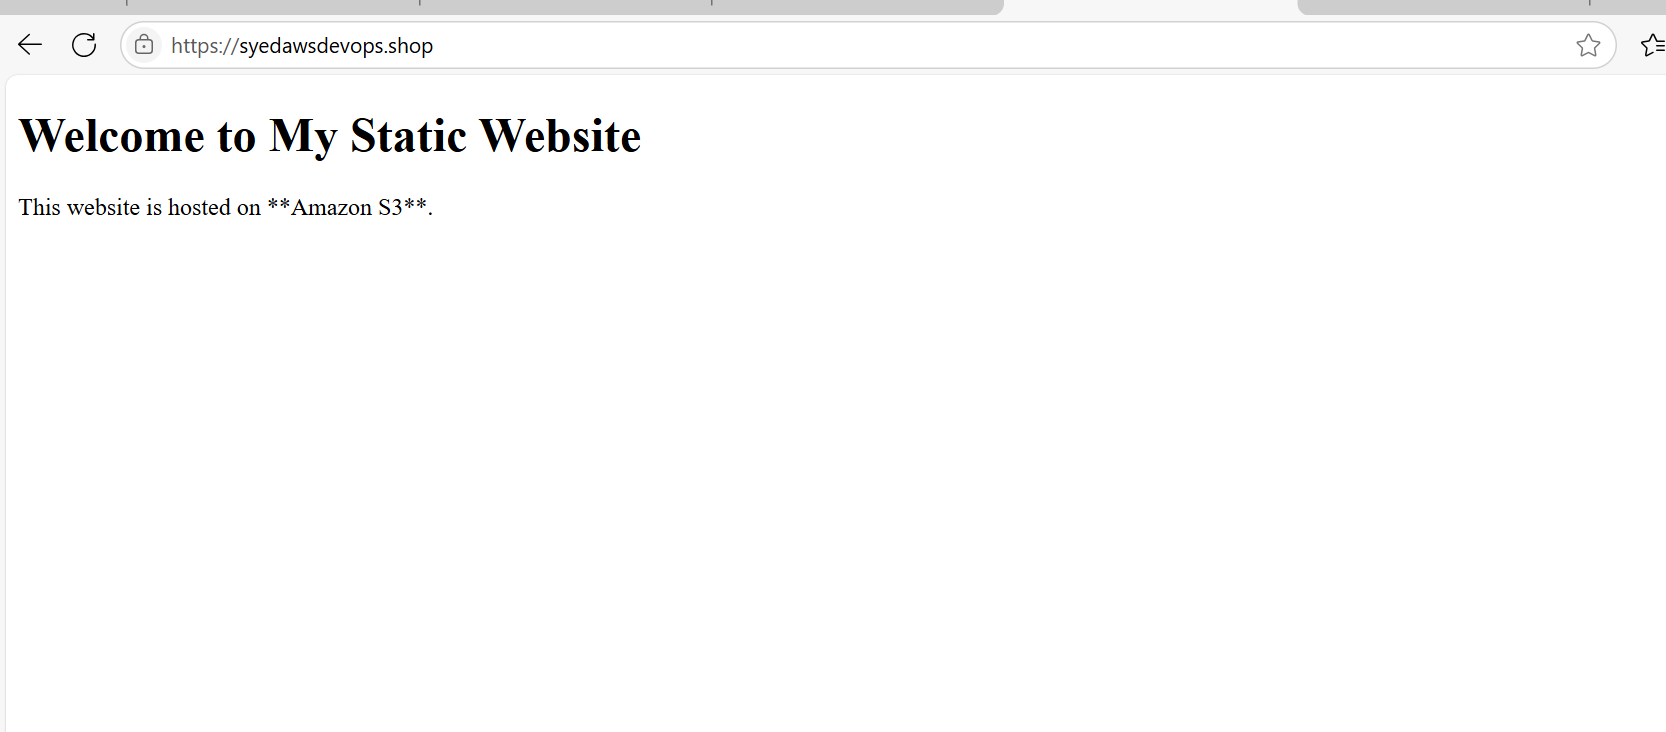 https://syedawsdevops.shop
Welcome to My Static Website
This website is hosted on **Amazon S3**.